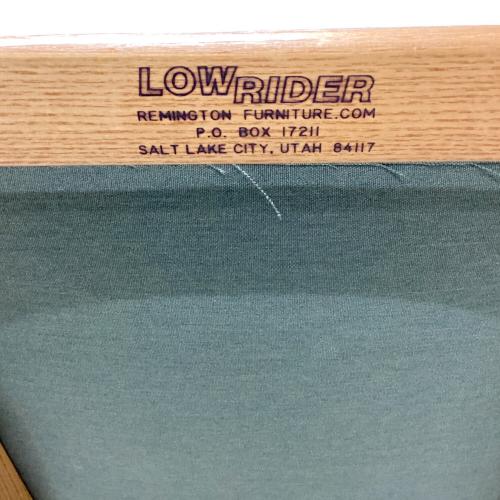 LOWRIDER
REMINGTON FURNITURE.COM
P.O. BOX 17211
SALT LAKE CITY, UTAH 84117